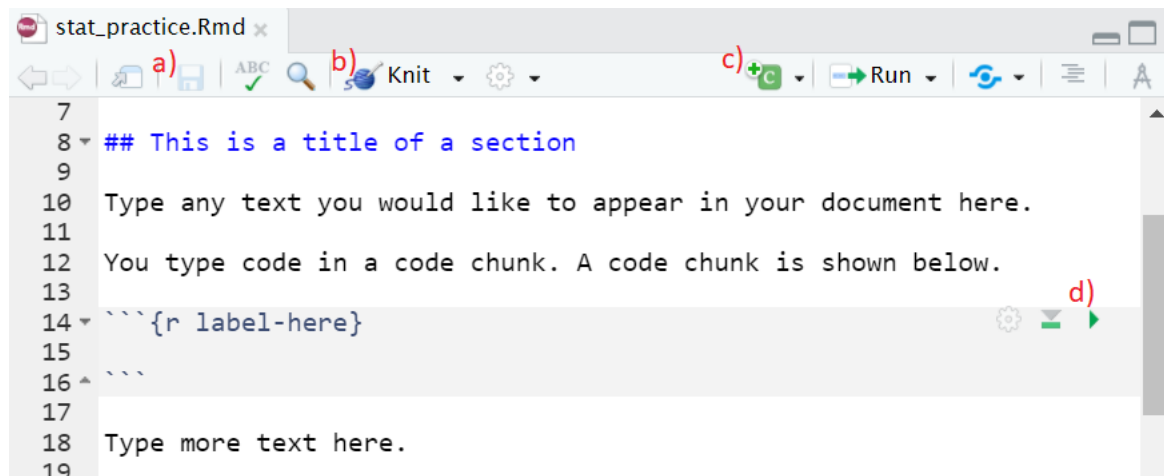 stat_practice.Rmd
a) ABC b) Knit c) C Run
7
8 ## This is a title of a section
9
10 Type any text you would like to appear in your document here.
11
12 You type code in a code chunk. A code chunk is shown below.
13
d)
14 ```{r label-here}
15
16 ```
17
18 Type more text here.
19